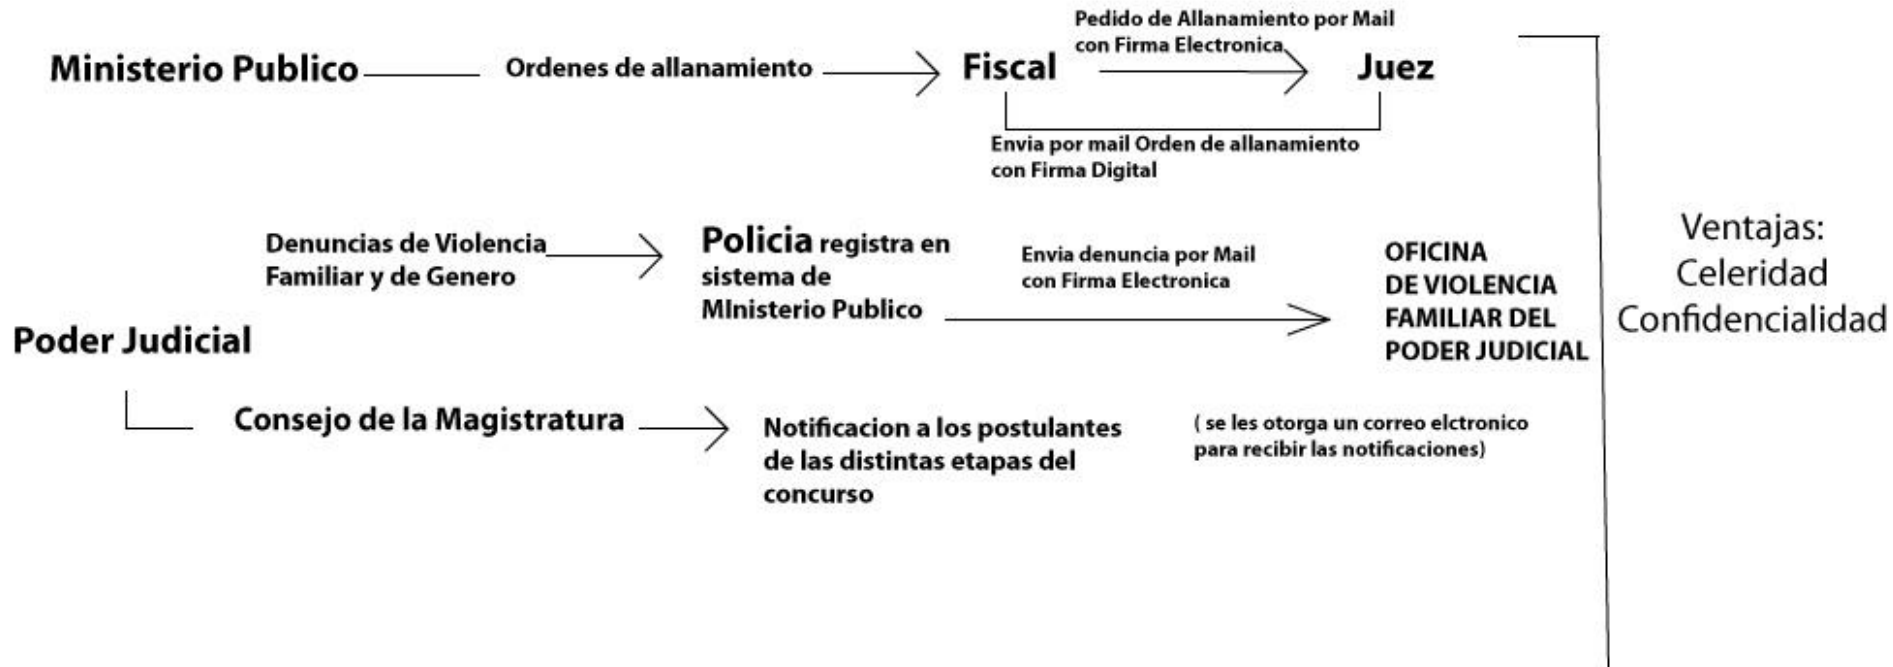 Ministerio Publico
Ordenes de allanamiento
Fiscal
Pedido de Allanamiento por Mail
con Firma Electronica
Juez
Envia por mail Orden de allanamiento
con Firma Digital
Poder Judicial
Denuncias de Violencia
Familiar y de Genero
Policia registra en
sistema de
MInisterio Publico
Envia denuncia por Mail
con Firma Electronica
OFICINA
DE VIOLENCIA
FAMILIAR DEL
PODER JUDICIAL
Consejo de la Magistratura
Notificacion a los postulantes
de las distintas etapas del
concurso
( se les otorga un correo elctronico
para recibir las notificaciones)
Ventajas:
Celeridad
Confidencialidad